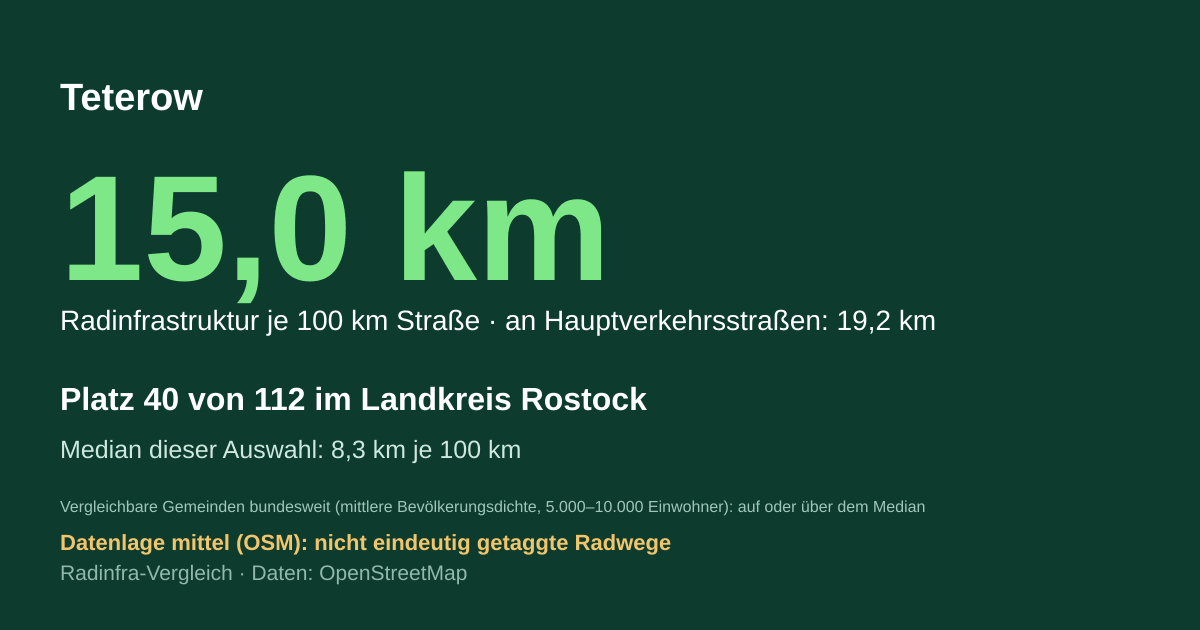 Teterow
15,0 km
Radinfrastruktur je 100 km Straße · an Hauptverkehrsstraßen: 19,2 km
Platz 40 von 112 im Landkreis Rostock
Median dieser Auswahl: 8,3 km je 100 km
Vergleichbare Gemeinden bundesweit (mittlere Bevölkerungsdichte, 5.000–10.000 Einwohner): auf oder über dem Median
Datenlage mittel (OSM): nicht eindeutig getaggte Radwege
Radinfra-Vergleich · Daten: OpenStreetMap